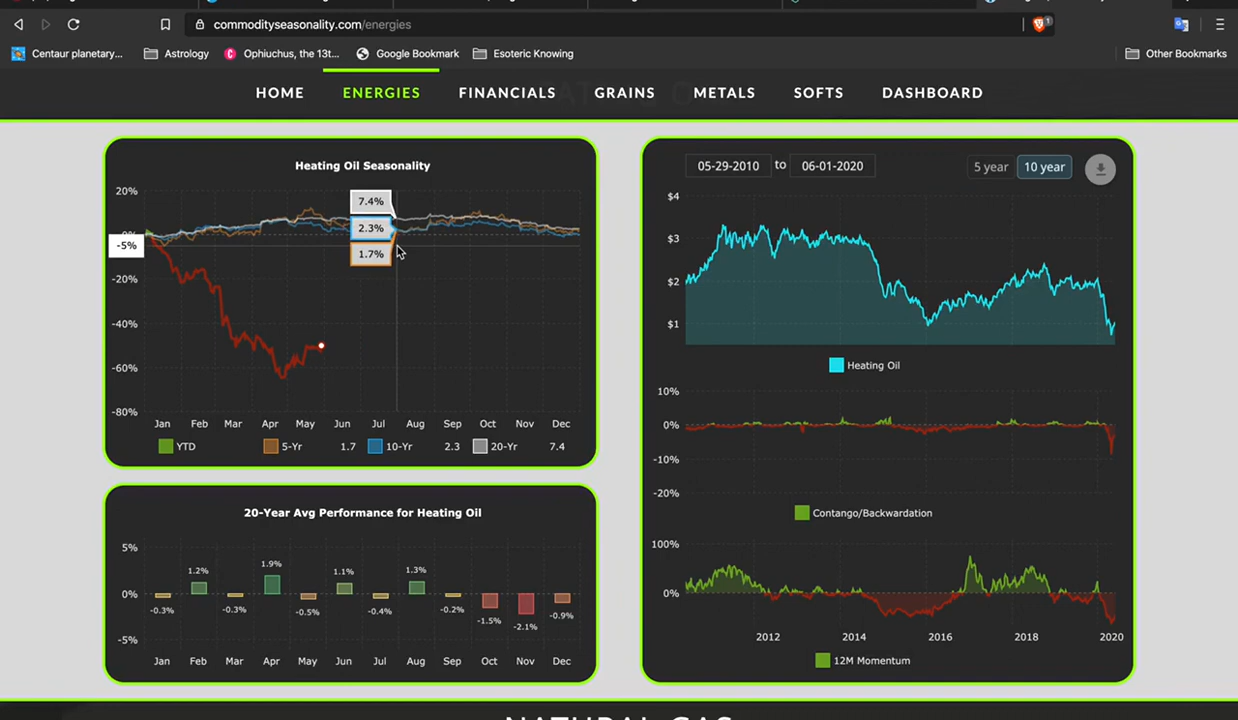 commodityseasonality.com/energies
1
Centaur planetary...
Astrology
Ophiuchus, the 13t...
Google Bookmark
Esoteric Knowing
Other Bookmarks
HOME
ENERGIES
FINANCIALS
GRAINS
METALS
SOFTS
DASHBOARD
Heating Oil Seasonality
20%
0%
-5%
-20%
-40%
-60%
-80%
7.4%
2.3%
1.7%
Jan Feb Mar Apr May Jun Jul Aug Sep Oct Nov Dec
YTD 5-Yr 1.7 10-Yr 2.3 20-Yr 7.4
20-Year Avg Performance for Heating Oil
5%
0%
-5%
-0.3% 1.2% -0.3% 1.9% -0.5% 1.1% -0.4% 1.3% -0.2% -1.5% -2.1% -0.9%
Jan Feb Mar Apr May Jun Jul Aug Sep Oct Nov Dec
05-29-2010 to 06-01-2020
5 year 10 year
$4
$3
$2
$1
Heating Oil
10%
0%
-10%
-20%
Contango/Backwardation
100%
0%
2012 2014 2016 2018 2020
12M Momentum
NATURAL GAS